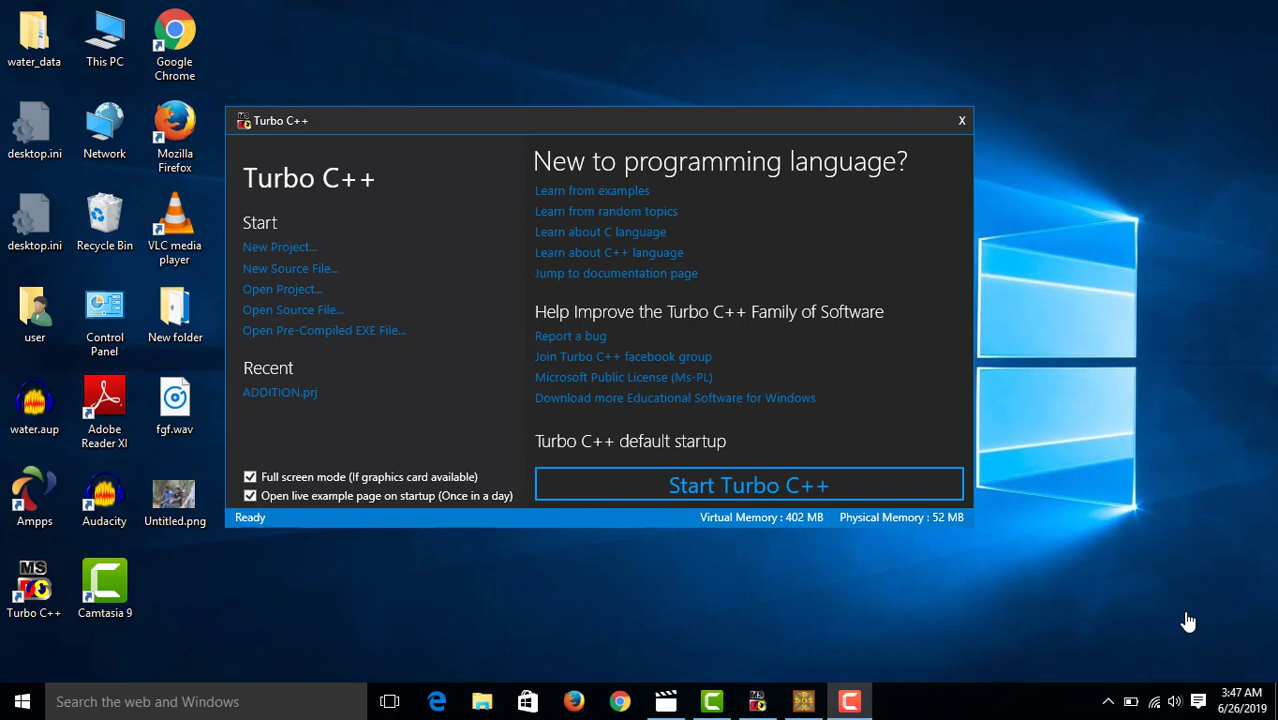 water_data
This PC
Google
Chrome
desktop.ini
Network
Mozilla
Firefox
desktop.ini
Recycle Bin
VLC media
player
user
Control
Panel
New folder
water.aup
Adobe
Reader XI
fgf.wav
Ampps
Audacity
Untitled.png
MS
Turbo C++
Camtasia 9
Turbo C++
X
Turbo C++
Start
New Project...
New Source File...
Open Project...
Open Source File...
Open Pre-Compiled EXE File...
Recent
ADDITION.prj
Full screen mode (If graphics card available)
Open live example page on startup (Once in a day)
New to programming language?
Learn from examples
Learn from random topics
Learn about C language
Learn about C++ language
Jump to documentation page
Help Improve the Turbo C++ Family of Software
Report a bug
Join Turbo C++ facebook group
Microsoft Public License (Ms-PL)
Download more Educational Software for Windows
Turbo C++ default startup
Start Turbo C++
Ready
Virtual Memory : 402 MB
Physical Memory : 52 MB
Search the web and Windows
3:47 AM
6/26/2019